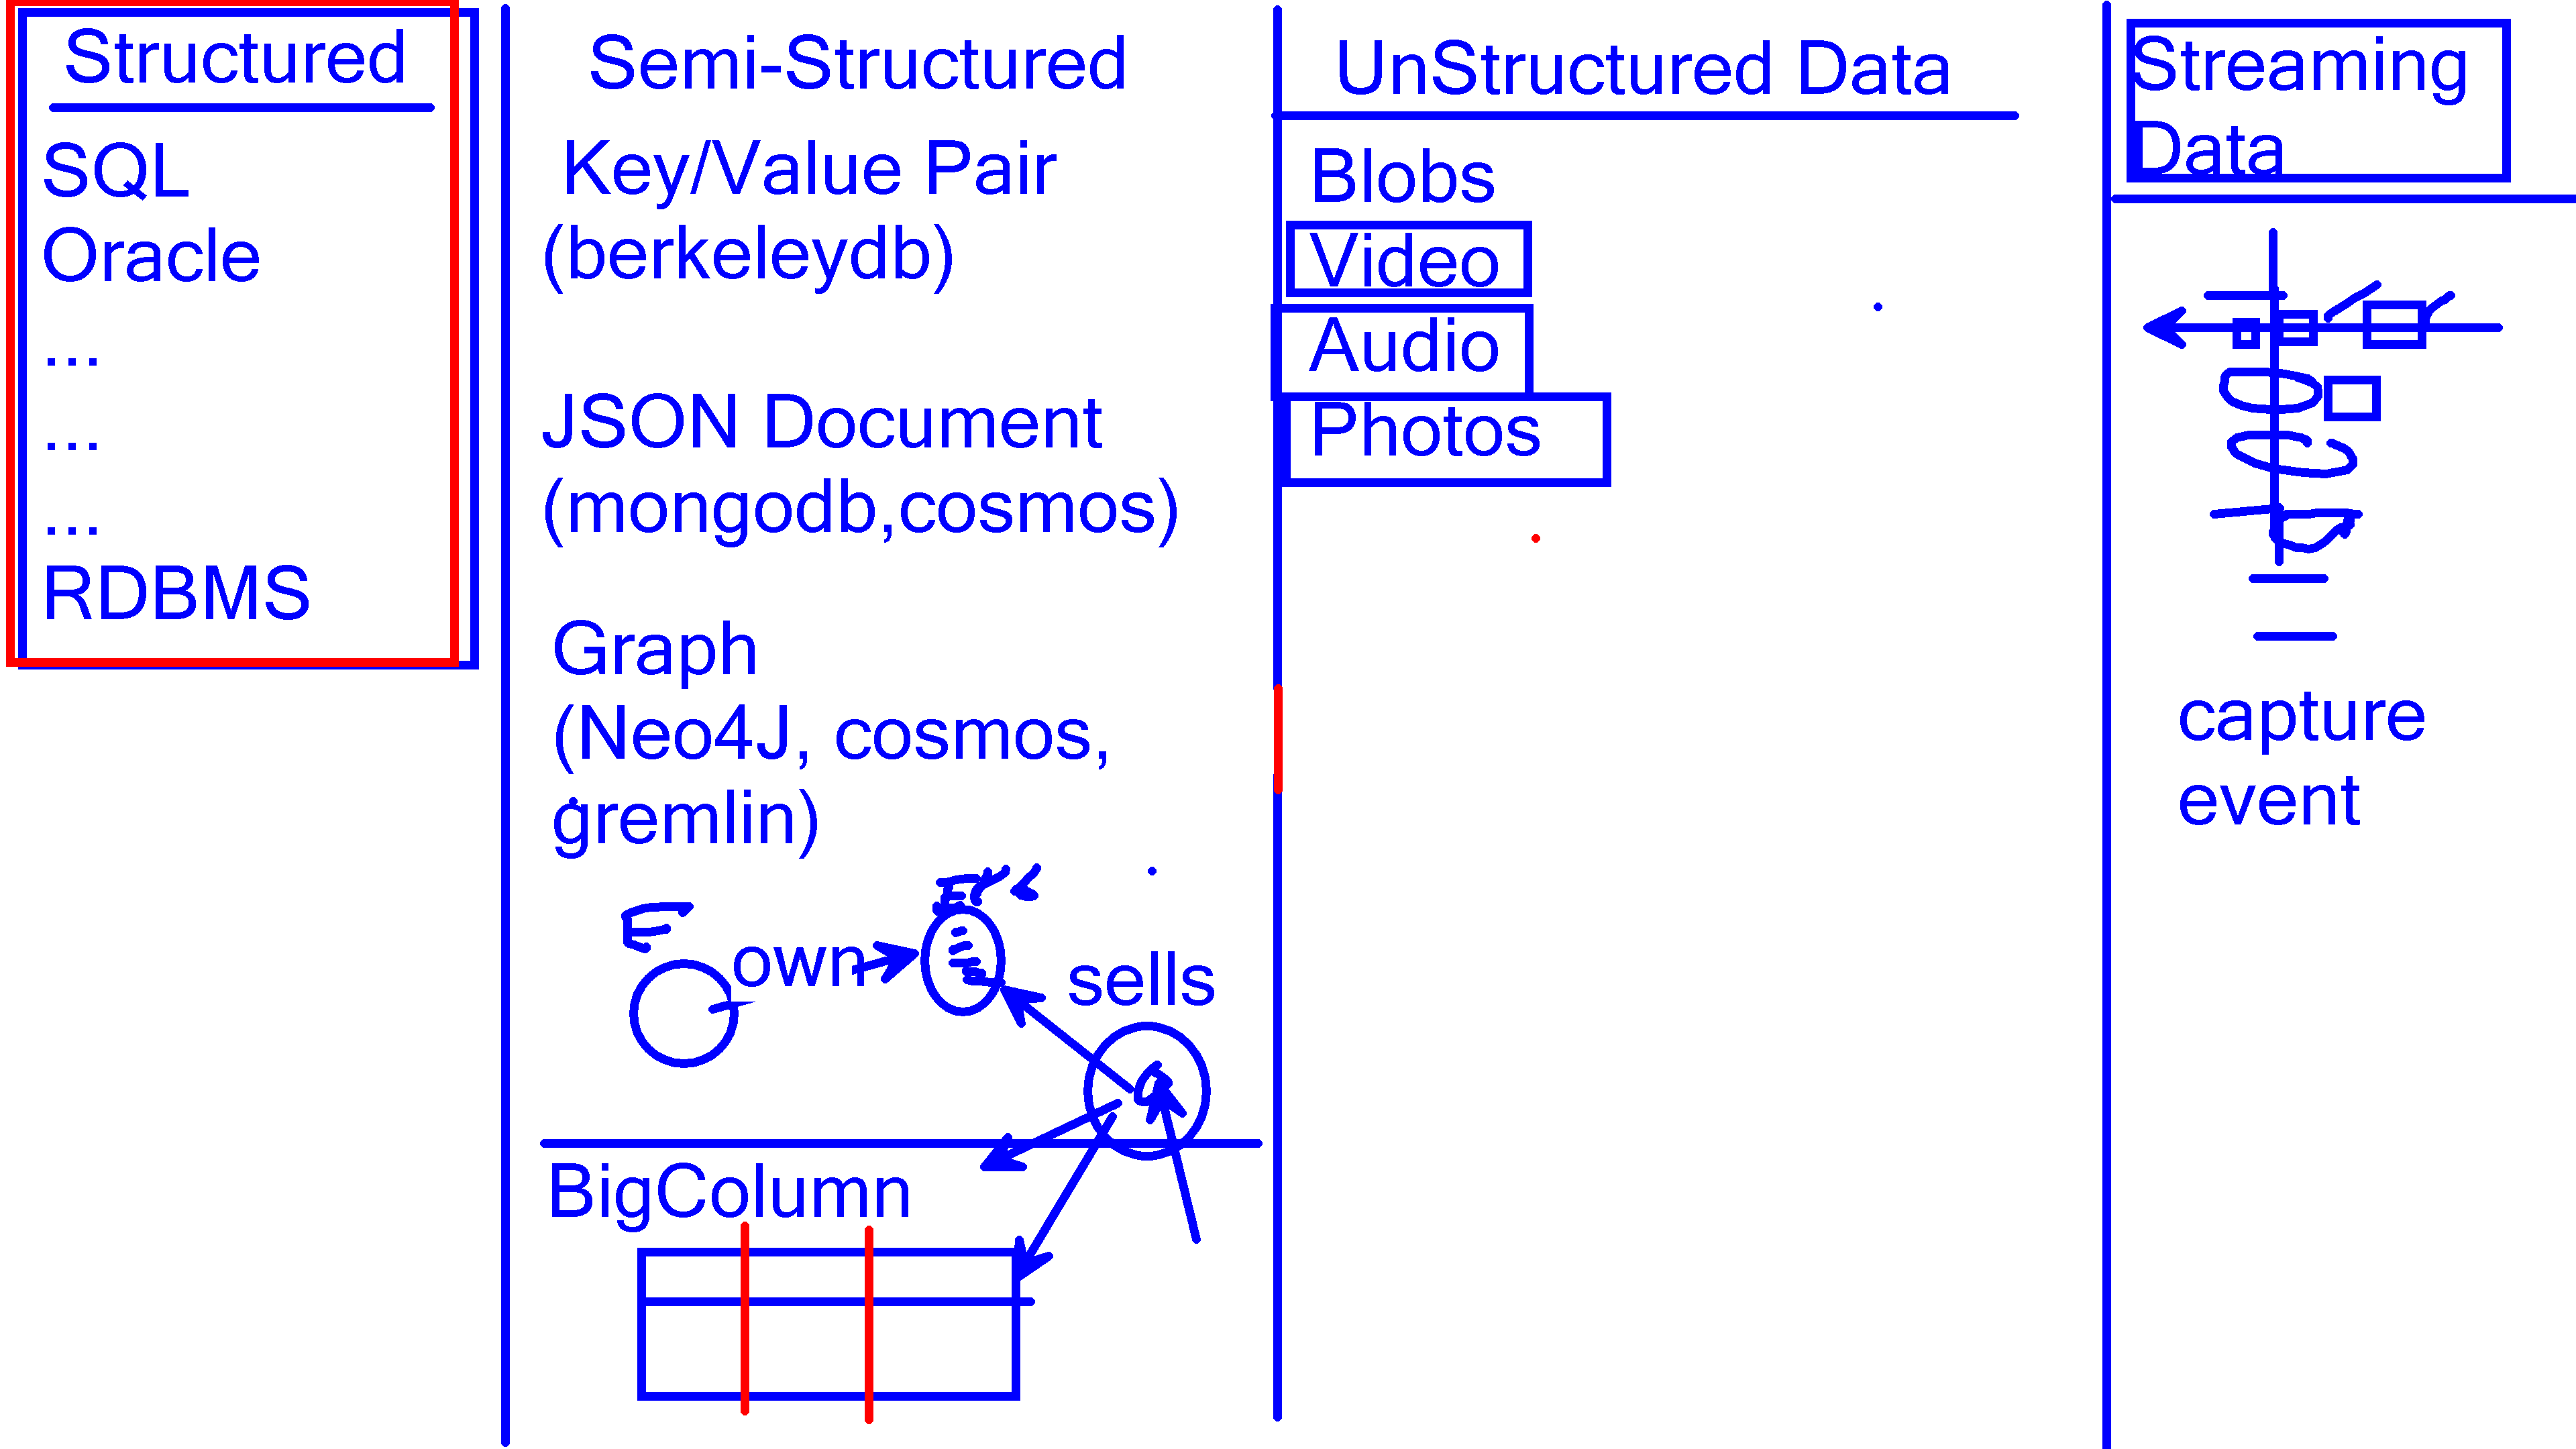 Structured
SQL
Oracle
...
...
...
RDBMS
Semi-Structured
Key/Value Pair
(berkeleydb)
JSON Document
(mongodb,cosmos)
Graph
(Neo4J, cosmos,
gremlin)
own
sells
BigColumn
UnStructured Data
Blobs
Video
Audio
Photos
Streaming
Data
capture
event